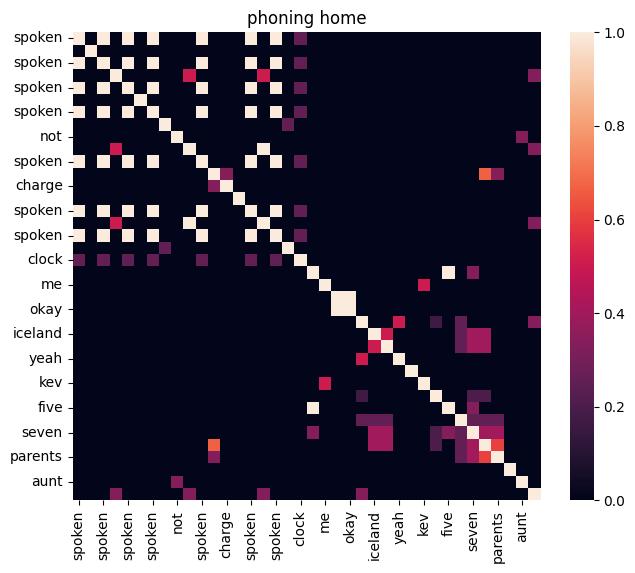 phoning home
spoken
spoken
spoken
spoken
not
spoken
charge
spoken
spoken
clock
me
okay
iceland
yeah
kev
five
seven
parents
aunt
1.0
0.8
0.6
0.4
0.2
0.0
spoken
spoken
spoken
spoken
not
spoken
charge
spoken
spoken
clock
me
okay
iceland
yeah
kev
five
seven
parents
aunt